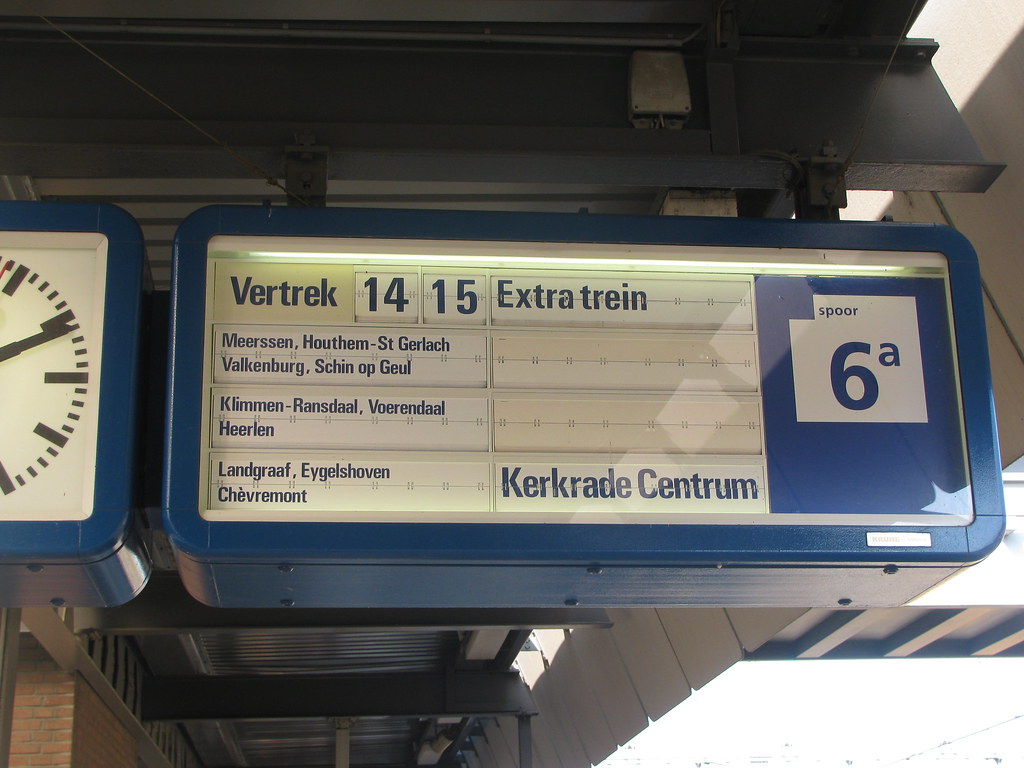 Vertrek 14 15 Extra trein
Meerssen, Houthem-St Gerlach
Valkenburg, Schin op Geul
Klimmen-Ransdaal, Voerendaal
Heerlen
Landgraaf, Eygelshoven
Chèvremont
Kerkrade Centrum
spoor
6a